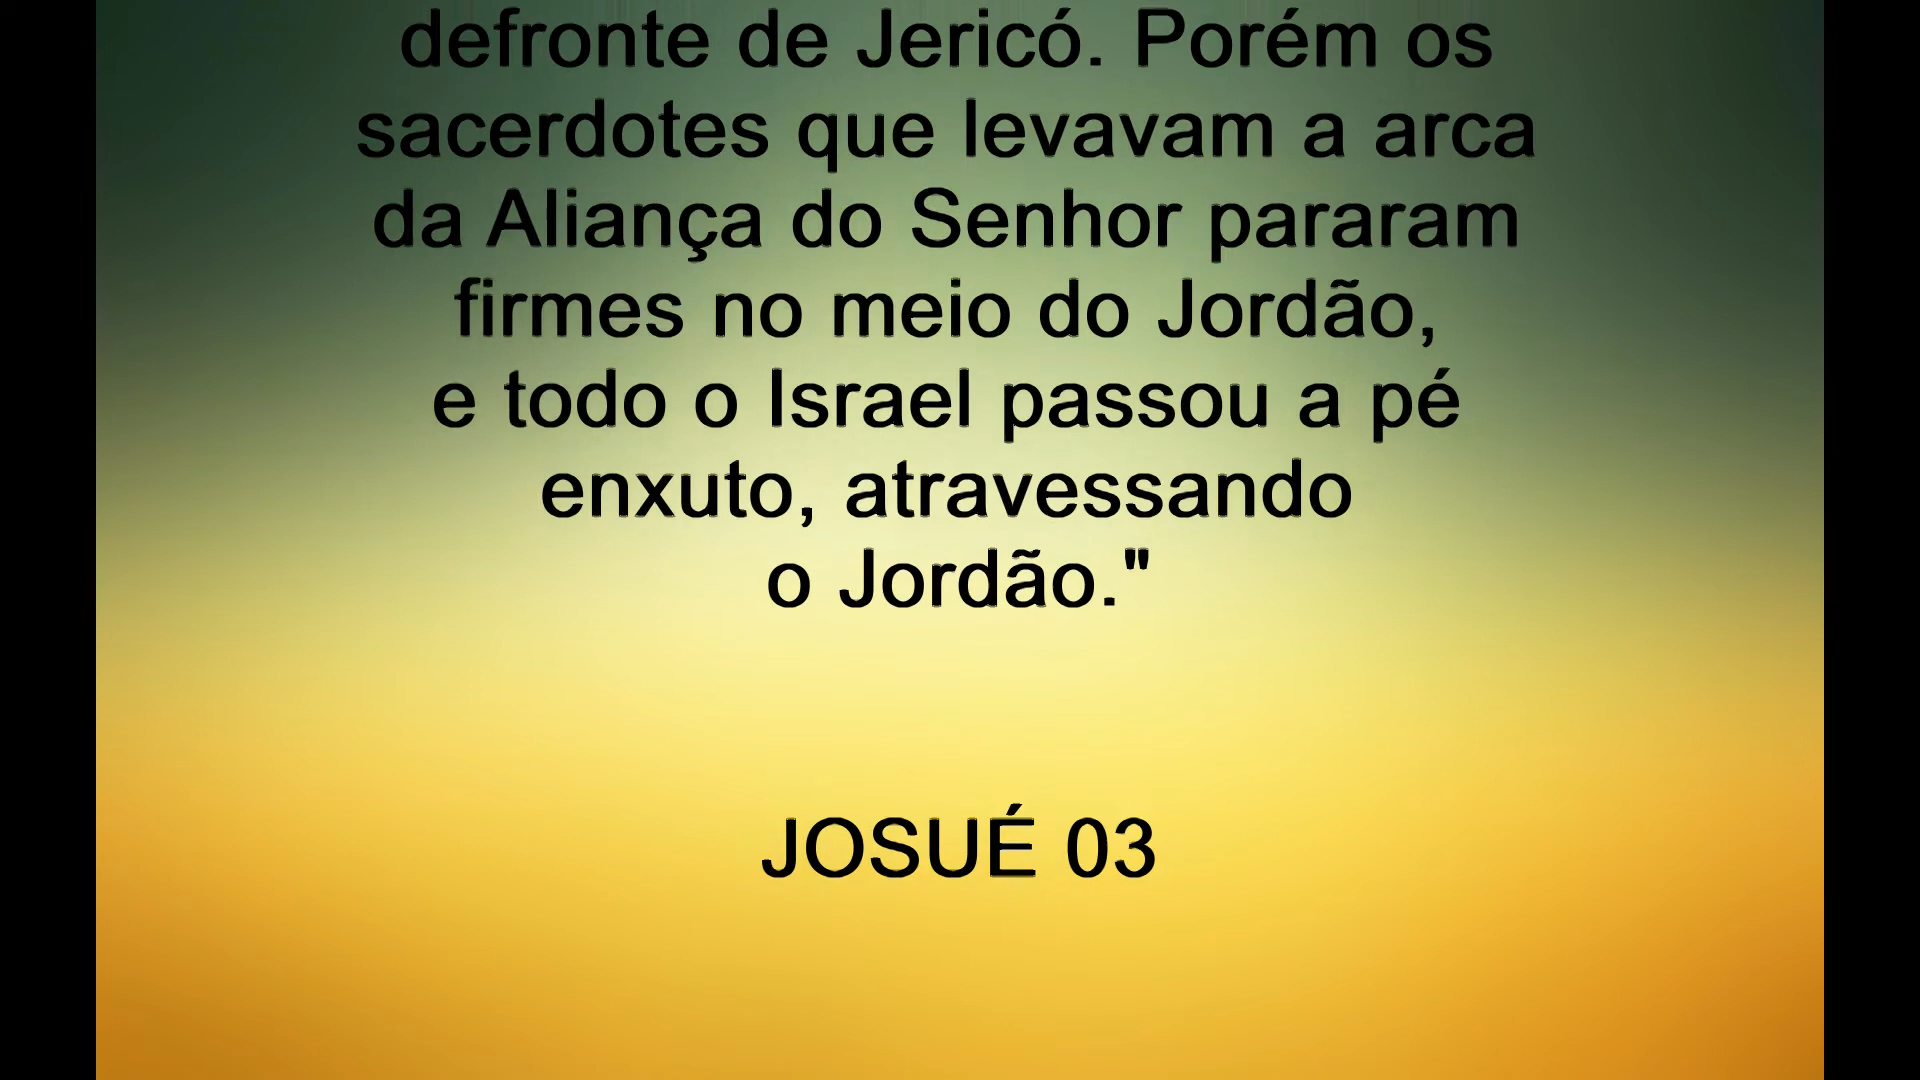 defronte de Jericó. Porém os
sacerdotes que levavam a arca
da Aliança do Senhor pararam
firmes no meio do Jordão,
e todo o Israel passou a pé
enxuto, atravessando
o Jordão."
JOSUÉ 03